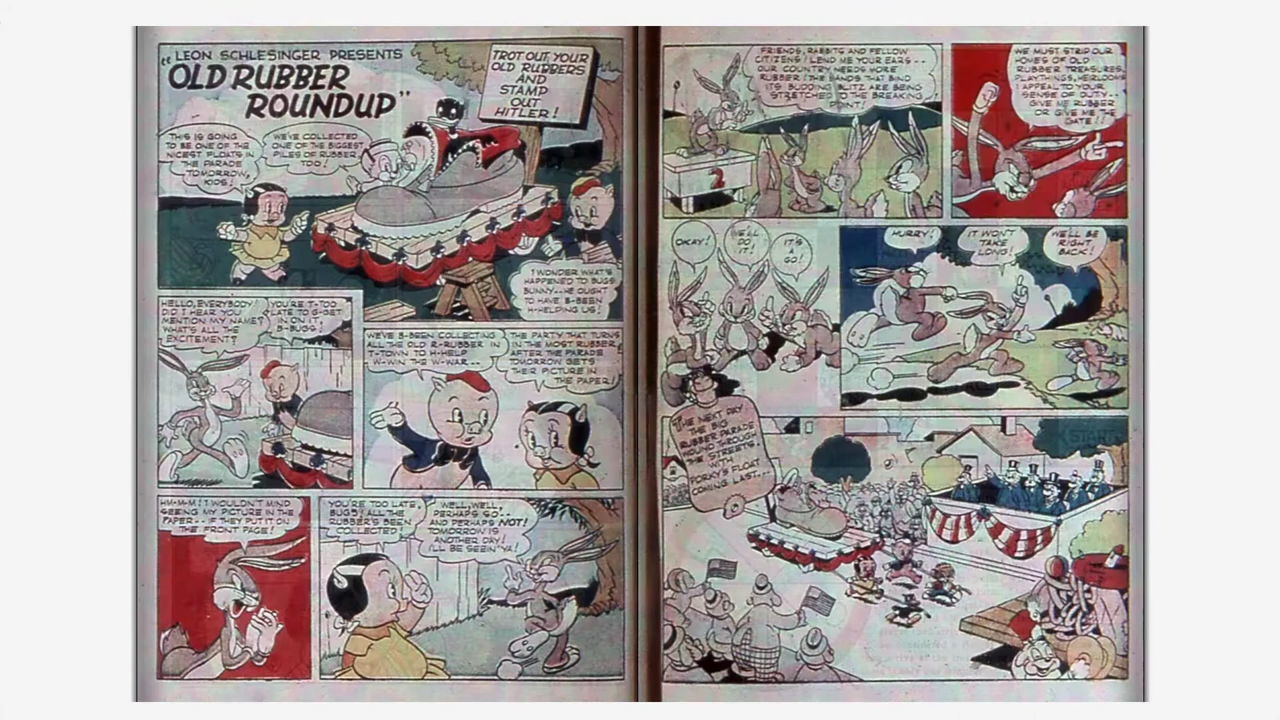 "LEON SCHLESINGER PRESENTS
OLD RUBBER
ROUNDUP"
TROT OUT YOUR
OLD RUBBERS
AND
STAMP
OUT
HITLER!
THIS IS GOING
TO BE ONE OF THE
NICEST FLOATS IN
THE PARADE
TOMORROW,
KIDS!
WE'VE COLLECTED
ONE OF THE BIGGEST
PILES OF RUBBER,
TOO!
I WONDER WHAT'S
HAPPENED TO BUGS
BUNNY--HE OUGHT
TO HAVE B-BEEN
H-HELPING US!
HELLO, EVERYBODY!
DID I HEAR YOU
MENTION MY NAME?
WHAT'S ALL THE
EXCITEMENT?
YOU'RE T-TOO
LATE TO G-GET
IN ON IT,
B-BUGS!
WE'VE B-BEEN COLLECTING
ALL THE OLD R-RUBBER IN
T-TOWN TO H-HELP
W-WIN THE W-WAR--
THE PARTY THAT TURNS
IN THE MOST RUBBER
AFTER THE PARADE
TOMORROW GETS
THEIR PICTURE IN
THE PAPER!
HM-M-M! I WOULDN'T MIND
SEEING MY PICTURE IN THE
PAPER-- IF THEY PUT IT ON
THE FRONT PAGE!
YOU'RE TOO LATE,
BUGS! ALL THE
RUBBER'S BEEN
COLLECTED!
WELL, WELL,
PERHAPS SO--
AND PERHAPS NOT!
TOMORROW IS
ANOTHER DAY!
I'LL BE SEEIN' YA!
FRIENDS, RABBITS AND FELLOW
CITIZENS! LEND ME YOUR EARS--
OUR COUNTRY NEEDS MORE
RUBBER! THE BANDS THAT BIND
ITS BUDDING BLITZ ARE BEING
STRETCHED TO THE BREAKING
POINT!
2
WE MUST STRIP OUR
HOMES OF OLD
RUBBER TREASURES,
PLAYTHINGS, HEIRLOOMS
I APPEAL TO YOUR
SENSE OF DUTY--
GIVE ME RUBBER
OR GIVE ME THE
GATE!!
OKAY!
WE'LL
DO
IT!
IT'S
A
GO!
HURRY!
IT WON'T
TAKE
LONG!
WE'LL BE
RIGHT
BACK!
THE NEXT DAY
THE BIG
RUBBER PARADE
WOUND THROUGH
THE STREETS,
WITH
PORKY'S FLOAT
COMING LAST...